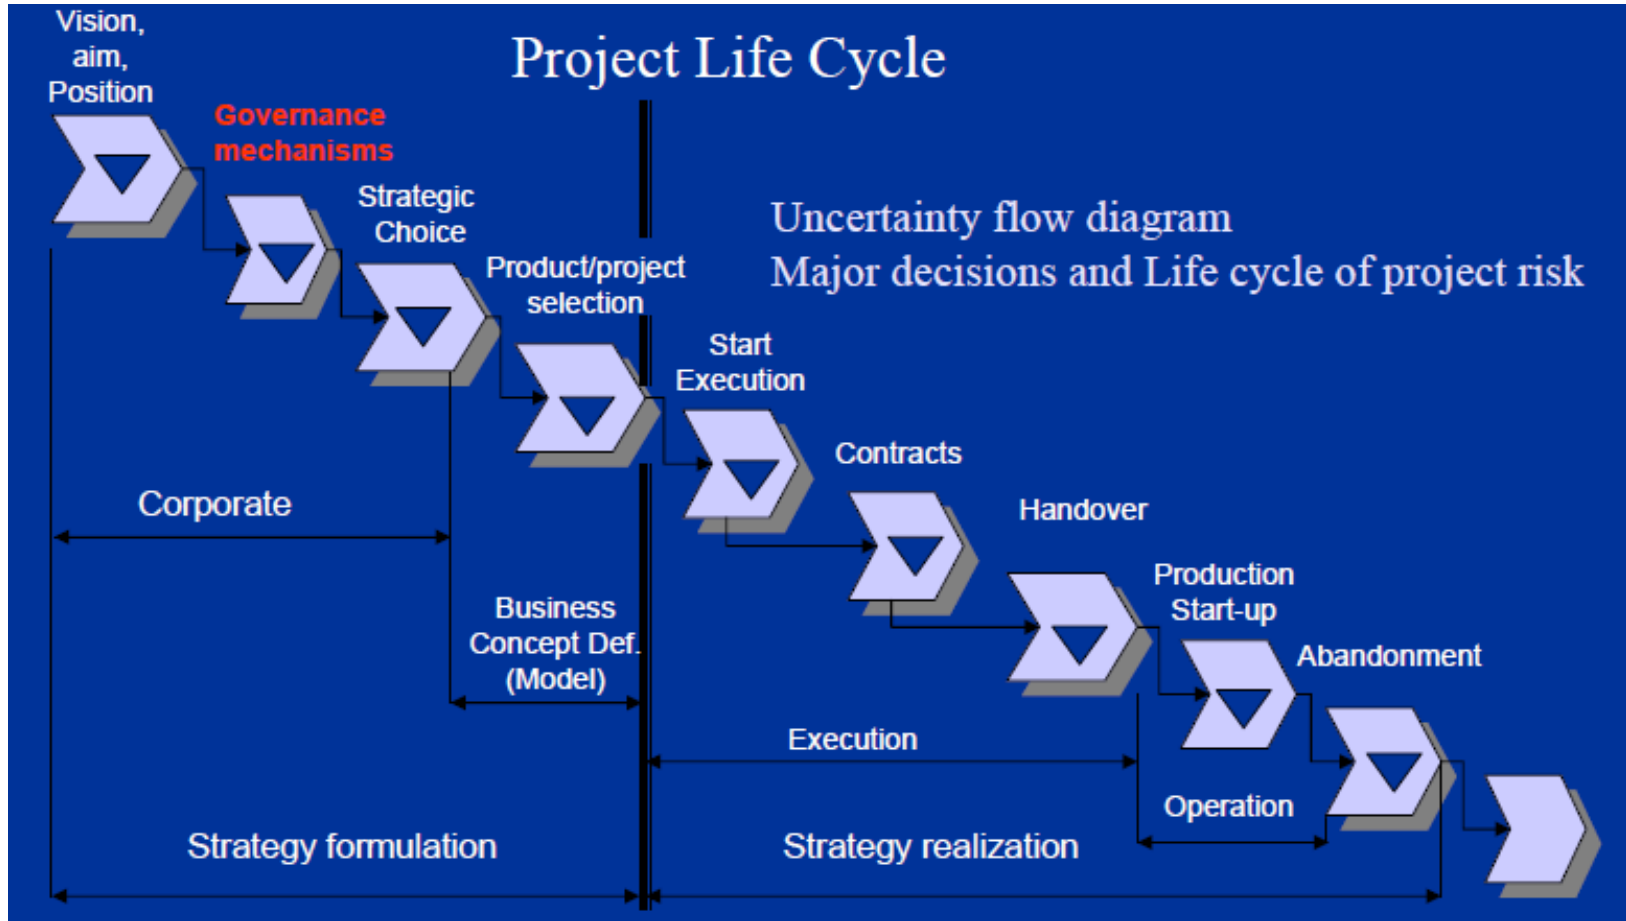 Vision,
aim,
Position
Project Life Cycle
Governance
mechanisms
Strategic
Choice
Uncertainty flow diagram
Major decisions and Life cycle of project risk
Product/project
selection
Start
Execution
Contracts
Corporate
Handover
Production
Start-up
Business
Concept Def.
(Model)
Abandonment
Execution
Operation
Strategy formulation
Strategy realization